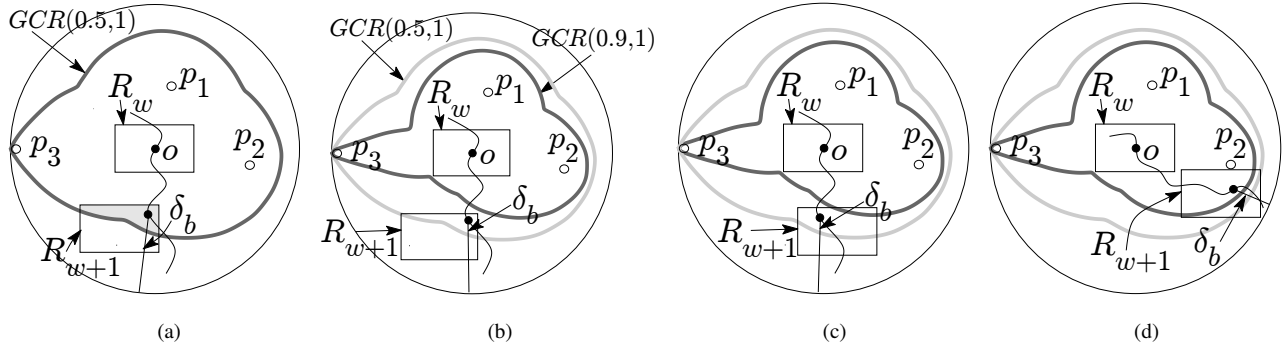 GCR(0.5,1)
p1
Rw
o
p2
p3
δb
Rw+1
(a)
GCR(0.5,1)
GCR(0.9,1)
Rw
p1
o
p2
p3
δb
Rw+1
(b)
Rw
p1
o
p2
p3
δb
Rw+1
(c)
Rw
p1
o
p2
p3
Rw+1
δb
(d)